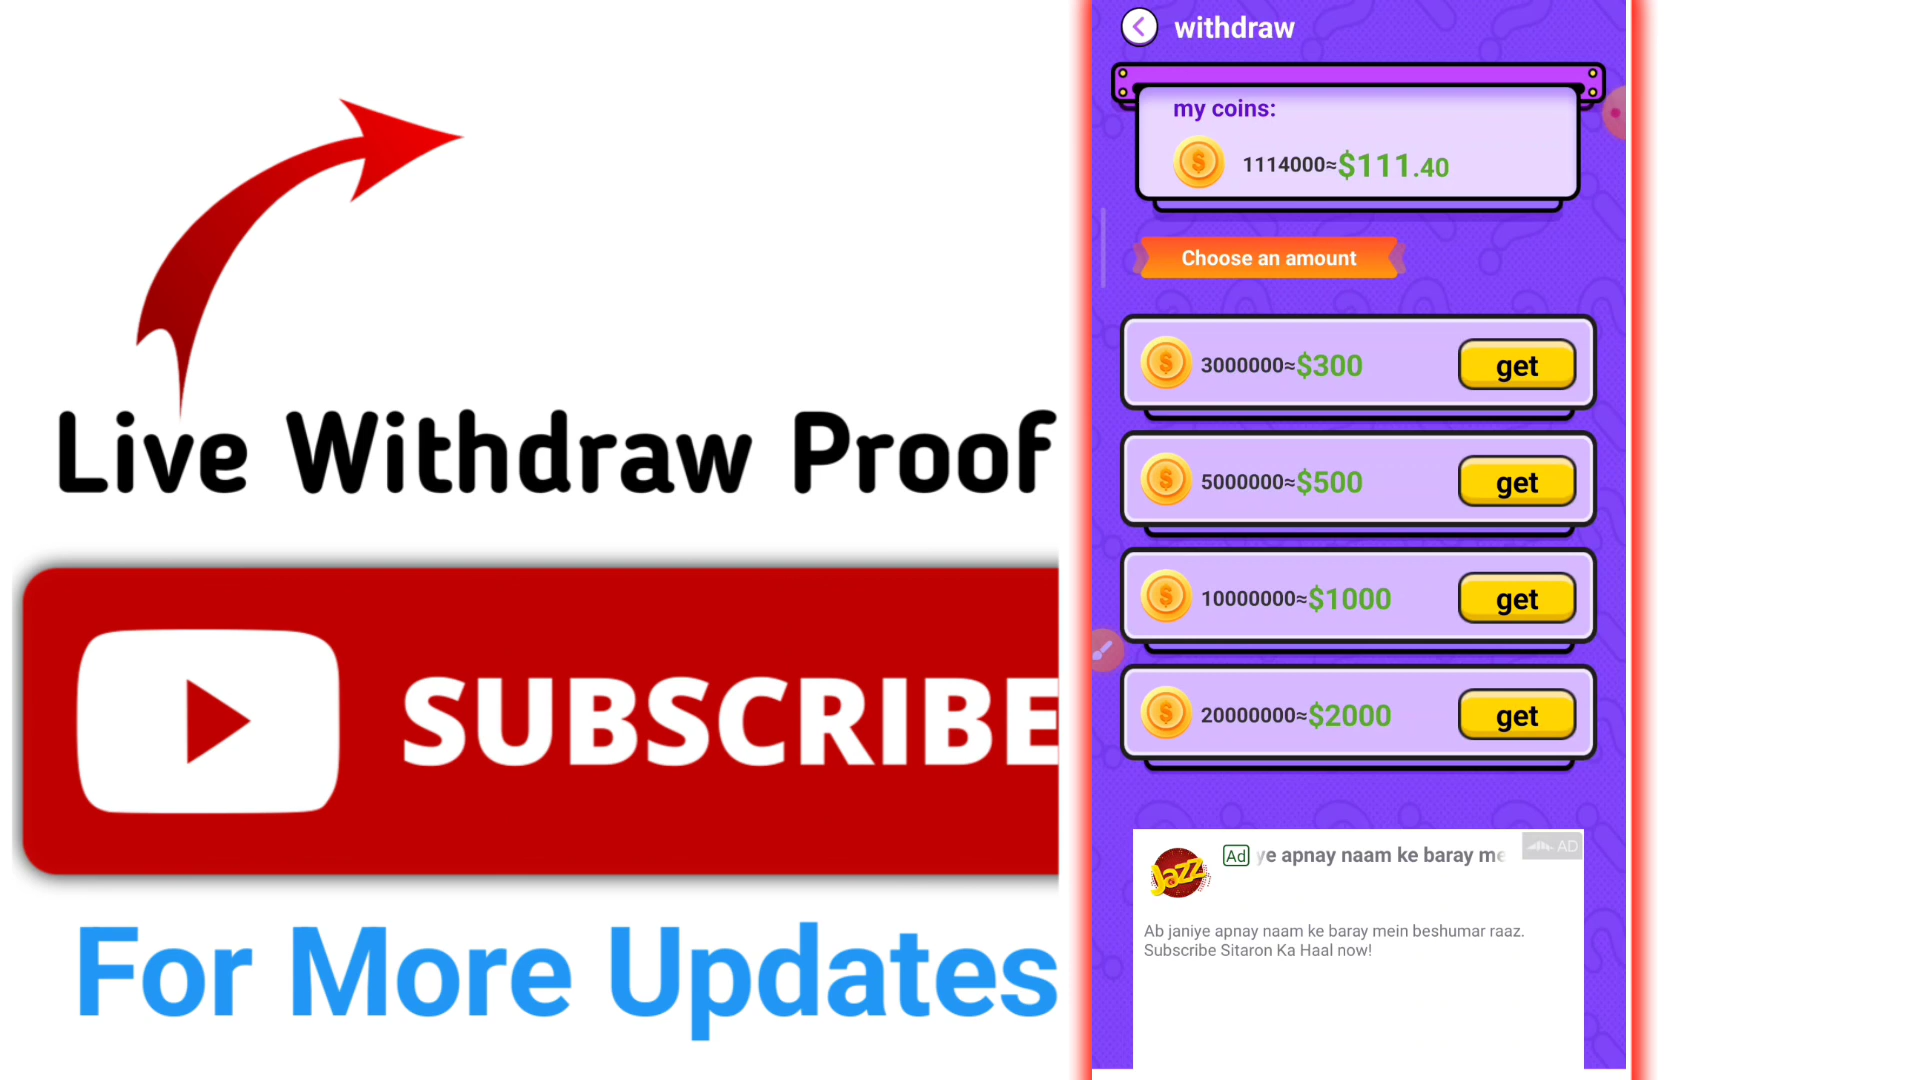 Live Withdraw Proof
SUBSCRIBE
For More Updates
withdraw
my coins:
$ 1114000≈$111.40
Choose an amount
$ 3000000≈$300 get
$ 5000000≈$500 get
$ 10000000≈$1000 get
$ 20000000≈$2000 get
AD
Jazz
Ad ye apnay naam ke baray me
Ab janiye apnay naam ke baray mein beshumar raaz.
Subscribe Sitaron Ka Haal now!